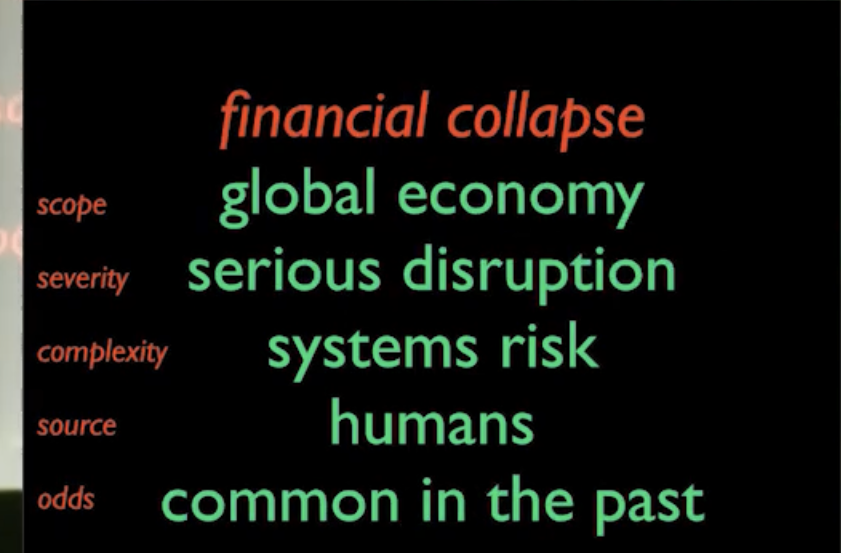 financial collapse
scope global economy
severity serious disruption
complexity systems risk
source humans
odds common in the past